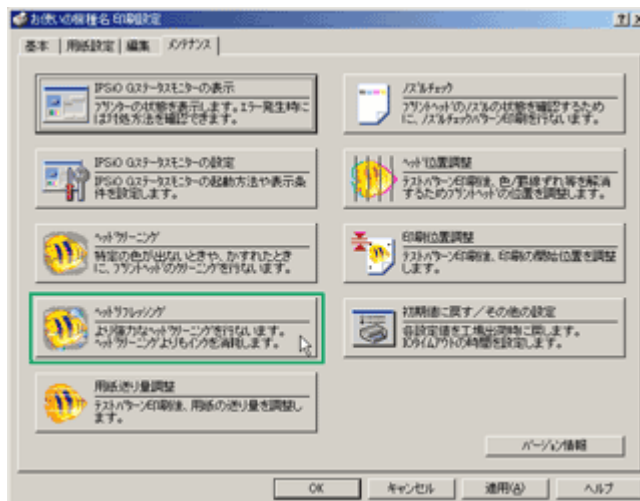 お使いの機種名 印刷設定
基本
用紙設定
編集
メンテナンス
IPSiO Gステータスモニターの表示
プリンターの状態を表示します。エラー発生時に
は対処方法を確認できます。
ノズルチェック
プリントヘッドのノズルの状態を確認するため
に、ノズルチェックパターン印刷を行ないます。
IPSiO Gステータスモニターの設定
IPSiO Gステータスモニターの起動方法や表示条
件を設定します。
ヘッド位置調整
テストパターン印刷後、色/罫線ずれ等を解消
するためプリントヘッドの位置を調整します。
ヘッドクリーニング
特定の色が出ないときや、かすれたとき
に、プリントヘッドのクリーニングを行ないます。
印刷位置調整
テストパターン印刷後、印刷の開始位置を調整
します。
ヘッドリフレッシング
より強力なヘッドクリーニングを行ないます。
ヘッドクリーニングよりもインクを消耗します。
初期値に戻す/その他の設定
各設定値を工場出荷時に戻します。
IOタイムアウトの時間を設定します。
用紙送り量調整
テストパターン印刷後、用紙の送り量を調整し
ます。
バージョン情報
OK
キャンセル
適用(A)
ヘルプ